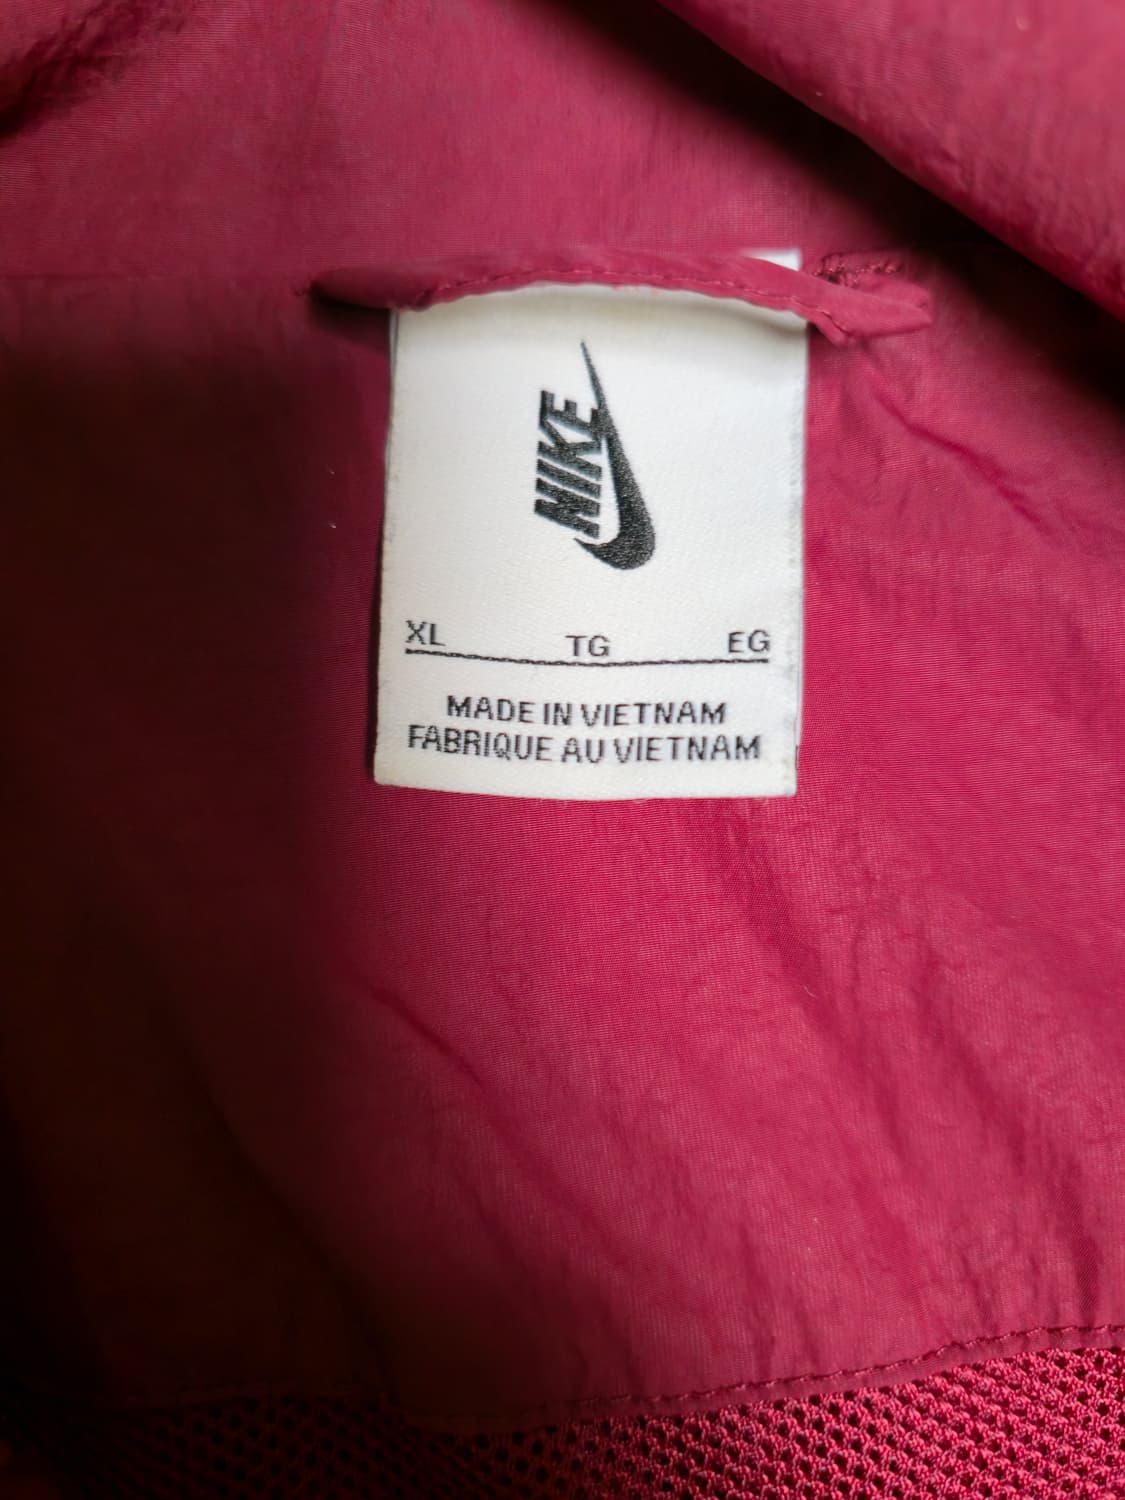 NIKE
XL TG EG
MADE IN VIETNAM
FABRIQUE AU VIETNAM